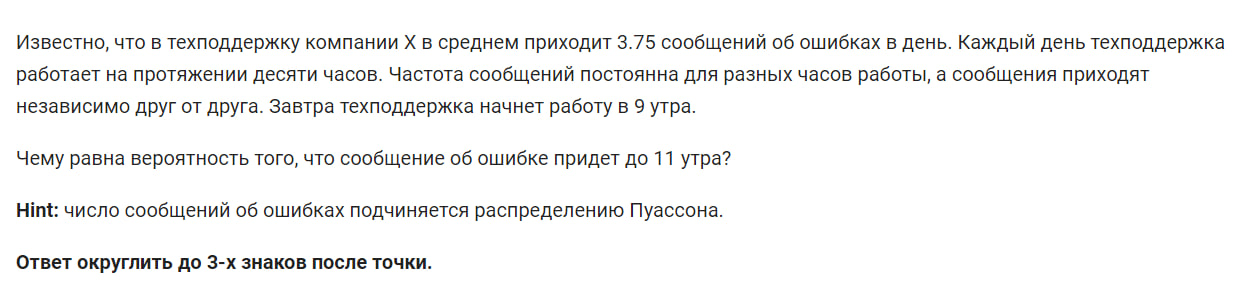 Известно, что в техподдержку компании X в среднем приходит 3.75 сообщений об ошибках в день. Каждый день техподдержка
работает на протяжении десяти часов. Частота сообщений постоянна для разных часов работы, а сообщения приходят
независимо друг от друга. Завтра техподдержка начнет работу в 9 утра.
Чему равна вероятность того, что сообщение об ошибке придет до 11 утра?
Hint: число сообщений об ошибках подчиняется распределению Пуассона.
Ответ округлить до 3-х знаков после точки.